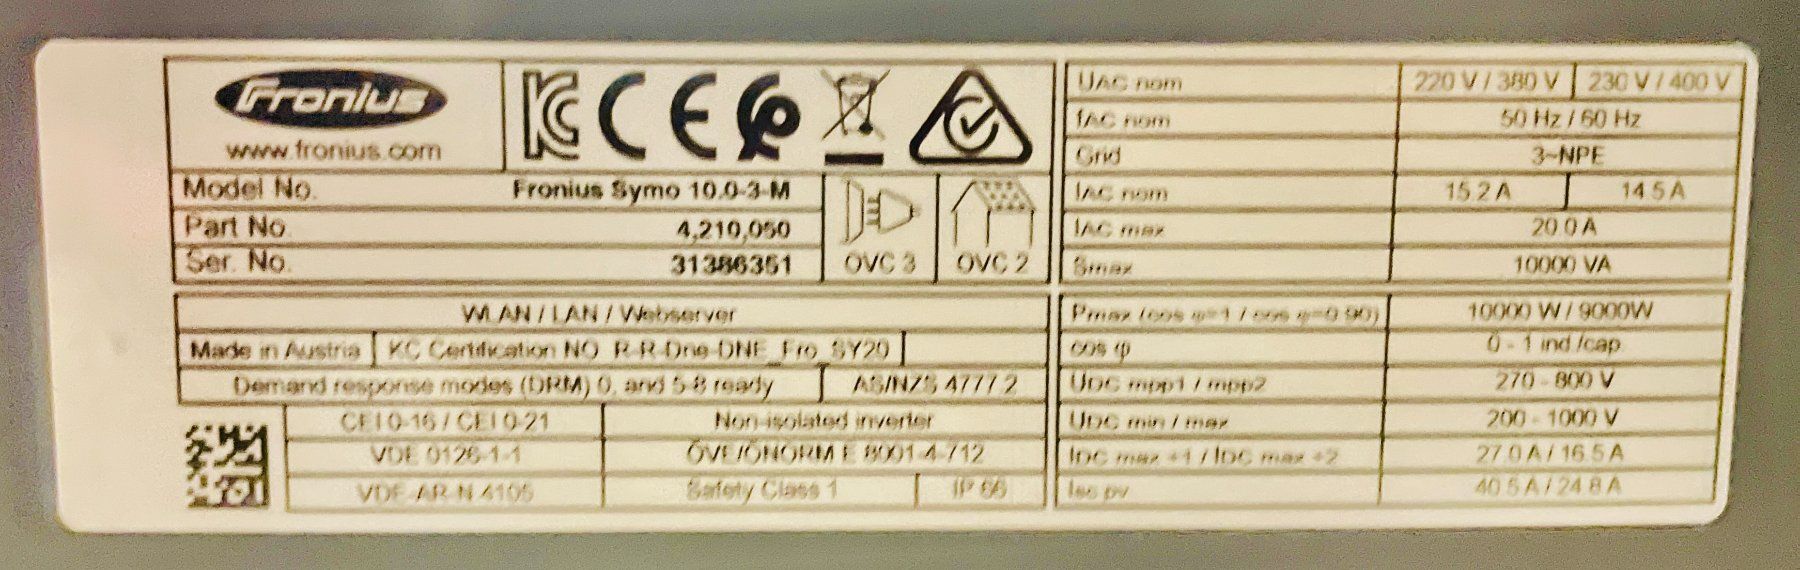 Fronius
www.fronius.com
Model No. Fronius Symo 10.0-3-M
Part No. 4,210,050
Ser. No. 31386351
OVC 3 OVC 2
WLAN / LAN / Webserver
Made in Austria KC Certification NO R-R-Dne-DNE_Fro_SY20
Demand response modes (DRM) 0, and 5-8 ready AS/NZS 4777.2
CEI 0-16 / CEI 0-21 Non-isolated inverter
VDE 0126-1-1 ÖVE/ÖNORM E 8001-4-712
VDE-AR-N 4105 Safety Class 1 IP 66
UAC nom 220 V / 380 V 230 V / 400 V
fAC nom 50 Hz / 60 Hz
Grid 3~NPE
IAC nom 15.2 A 14.5 A
IAC max 20.0 A
Smax 10000 VA
Pmax (cos φ=1 / cos φ=0.90) 10000 W / 9000W
cos φ 0 - 1 ind./cap
UDC mpp1 / mpp2 270 - 800 V
UDC min / max 200 - 1000 V
IDC max +1 / IDC max +2 27.0 A / 16.5 A
Isc pv 40.5 A / 24.8 A